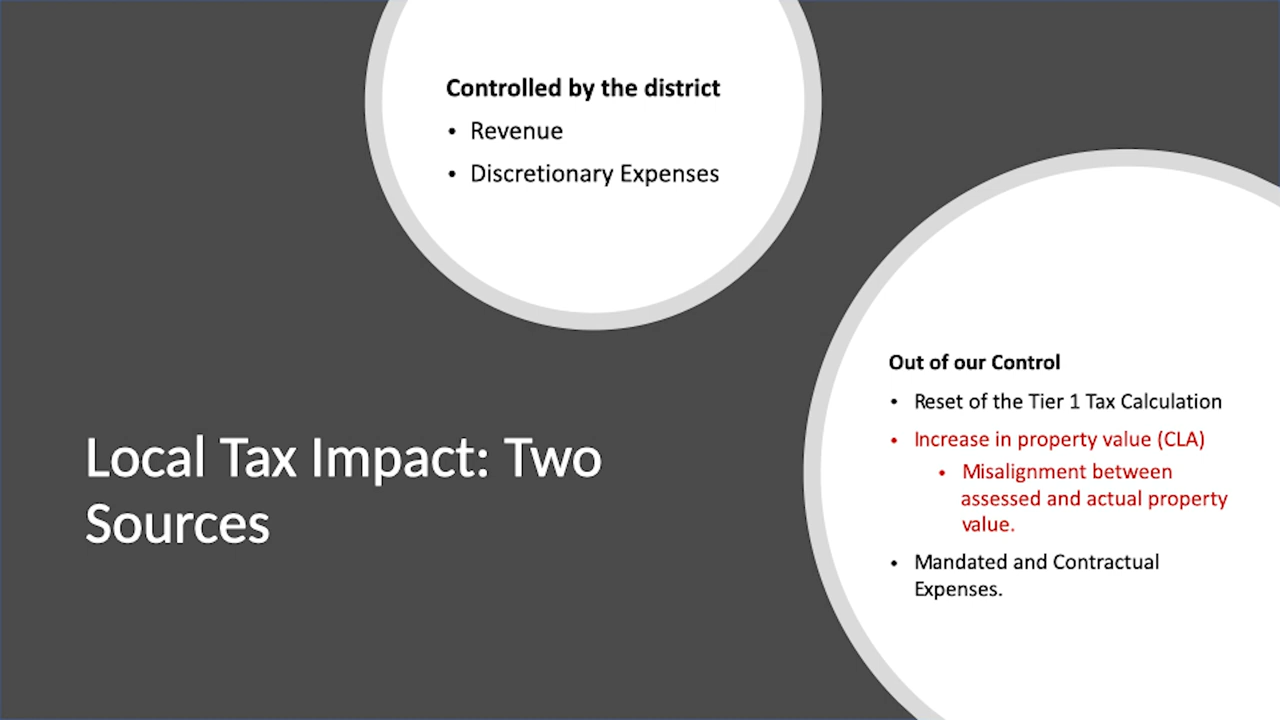 Controlled by the district
• Revenue
• Discretionary Expenses
Local Tax Impact: Two
Sources
Out of our Control
• Reset of the Tier 1 Tax Calculation
• Increase in property value (CLA)
• Misalignment between
assessed and actual property
value.
• Mandated and Contractual
Expenses.